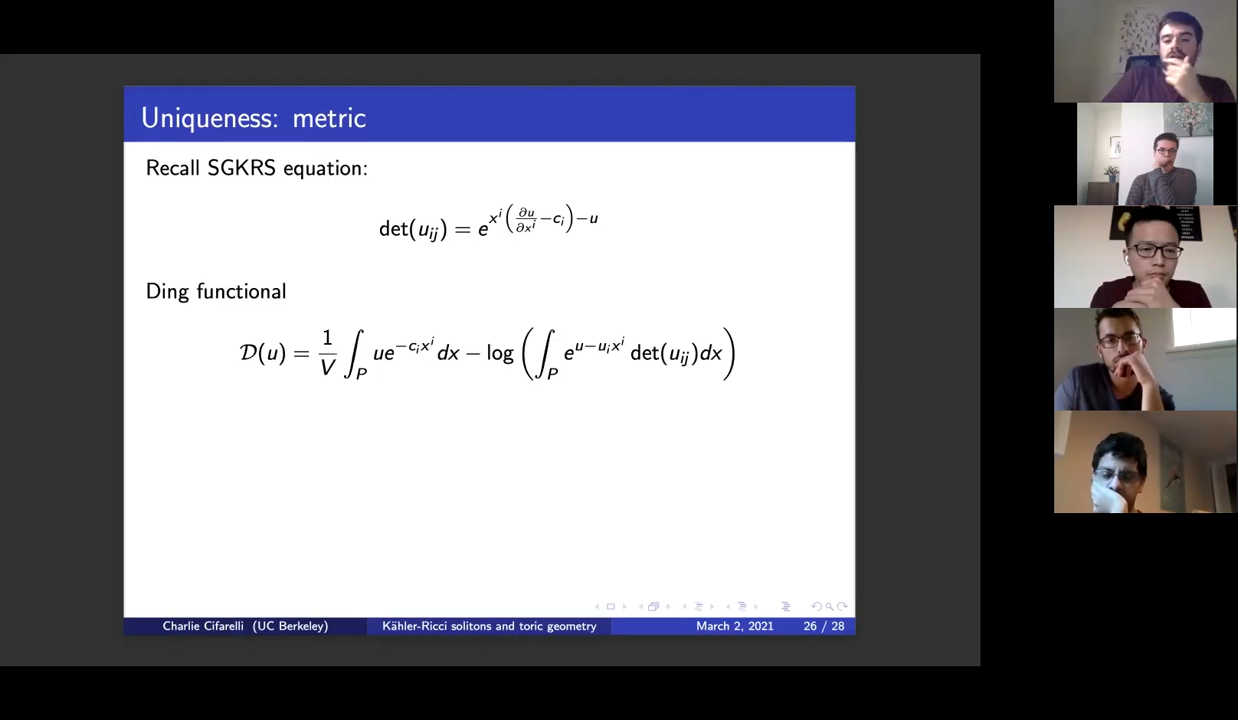 Uniqueness: metric
Recall SGKRS equation:
det(u_{ij}) = e^{x^i(\frac{∂u}{∂x^i}−c_i)−u}
Ding functional
𝒟(u) = \frac{1}{V} ∫_P ue^{−c_i x^i} dx − log(∫_P e^{u−u_i x^i} det(u_{ij})dx)
Charlie Cifarelli (UC Berkeley) Kähler-Ricci solitons and toric geometry March 2, 2021 26 / 28